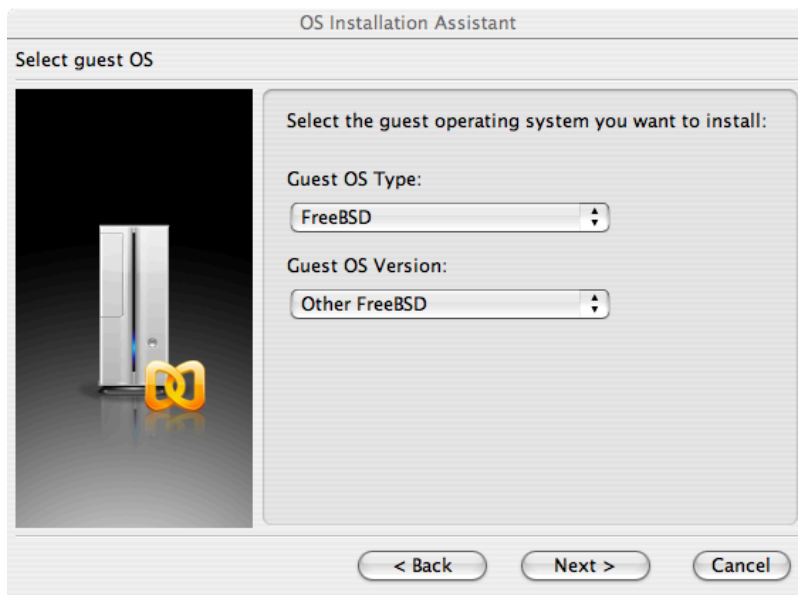 OS Installation Assistant
Select guest OS
Select the guest operating system you want to install:
Guest OS Type:
FreeBSD
Guest OS Version:
Other FreeBSD
< Back
Next >
Cancel